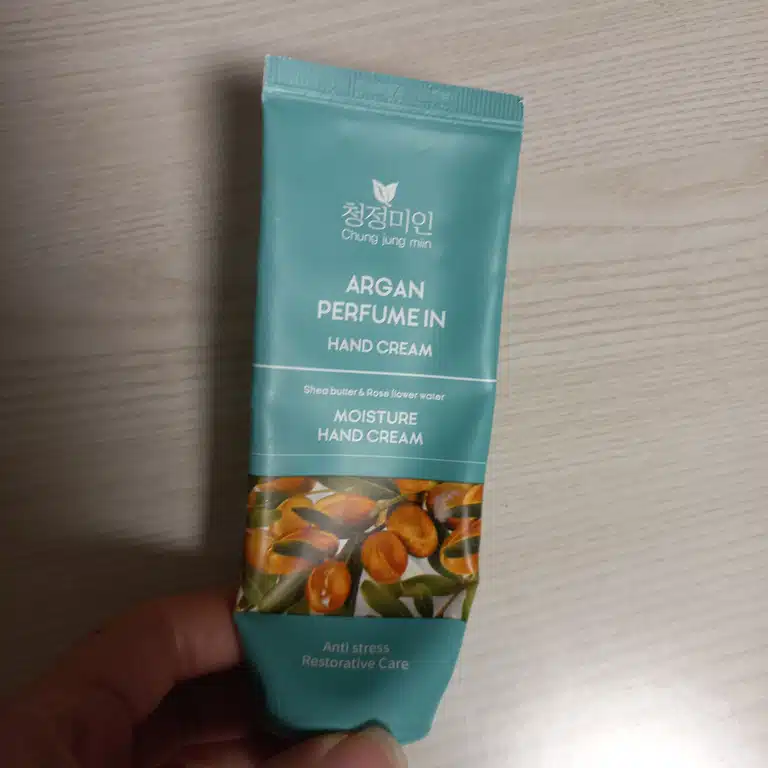 청정미인
Chung jung miin
ARGAN
PERFUME IN
HAND CREAM
Shea butter & Rose flower water
MOISTURE
HAND CREAM
Anti stress
Restorative Care